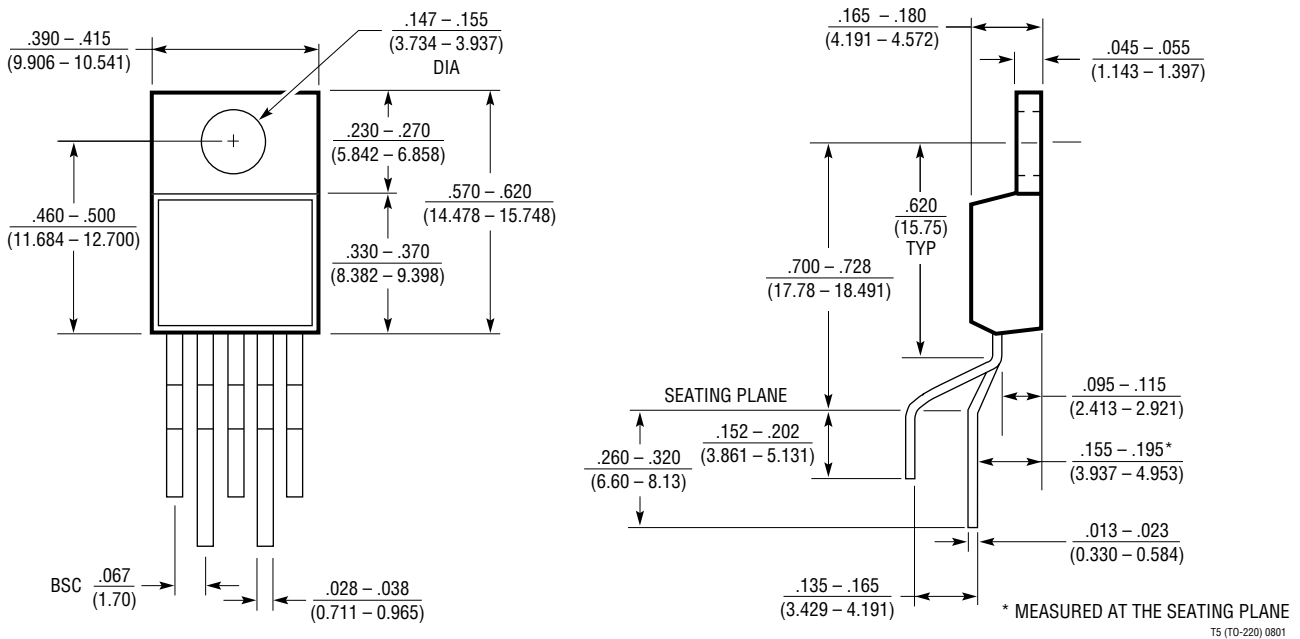 .147 – .155
(3.734 – 3.937)
DIA
.390 – .415
(9.906 – 10.541)
.230 – .270
(5.842 – 6.858)
.570 – .620
(14.478 – 15.748)
.460 – .500
(11.684 – 12.700)
.330 – .370
(8.382 – 9.398)
BSC
.067
(1.70)
.028 – .038
(0.711 – 0.965)
.165 – .180
(4.191 – 4.572)
.045 – .055
(1.143 – 1.397)
.620
(15.75)
TYP
.700 – .728
(17.78 – 18.491)
SEATING PLANE
.095 – .115
(2.413 – 2.921)
.152 – .202
(3.861 – 5.131)
.260 – .320
(6.60 – 8.13)
.155 – .195*
(3.937 – 4.953)
.013 – .023
(0.330 – 0.584)
.135 – .165
(3.429 – 4.191)
* MEASURED AT THE SEATING PLANE
T5 (TO-220) 0801